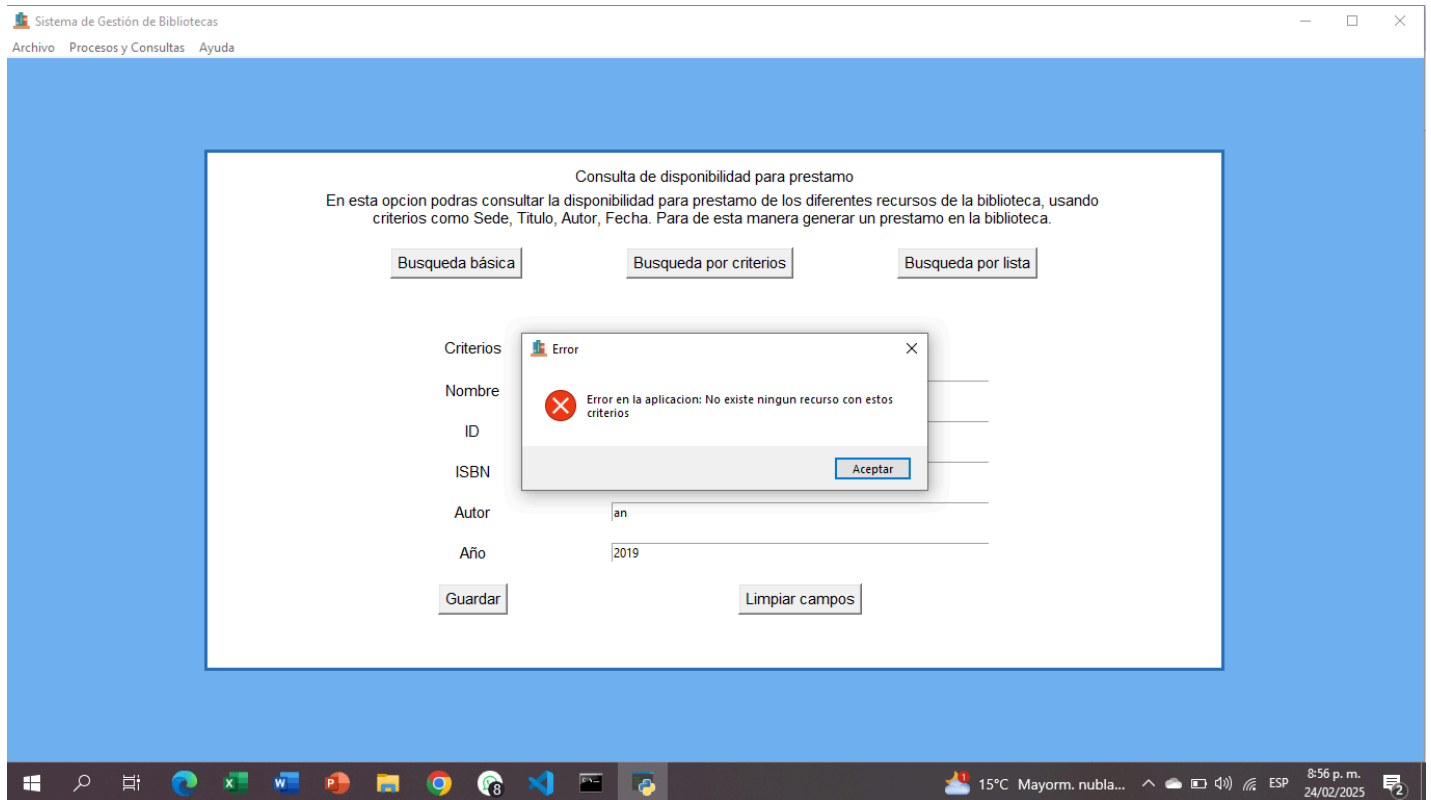 Sistema de Gestión de Bibliotecas
Archivo Procesos y Consultas Ayuda
Consulta de disponibilidad para prestamo
En esta opcion podras consultar la disponibilidad para prestamo de los diferentes recursos de la biblioteca, usando
criterios como Sede, Titulo, Autor, Fecha. Para de esta manera generar un prestamo en la biblioteca.
Busqueda básica Busqueda por criterios Busqueda por lista
Criterios
Error
Nombre
Error en la aplicacion: No existe ningun recurso con estos
criterios
ID
ISBN
Aceptar
Autor an
Año 2019
Guardar Limpiar campos
15°C Mayorm. nubla... ESP 8:56 p. m.
24/02/2025